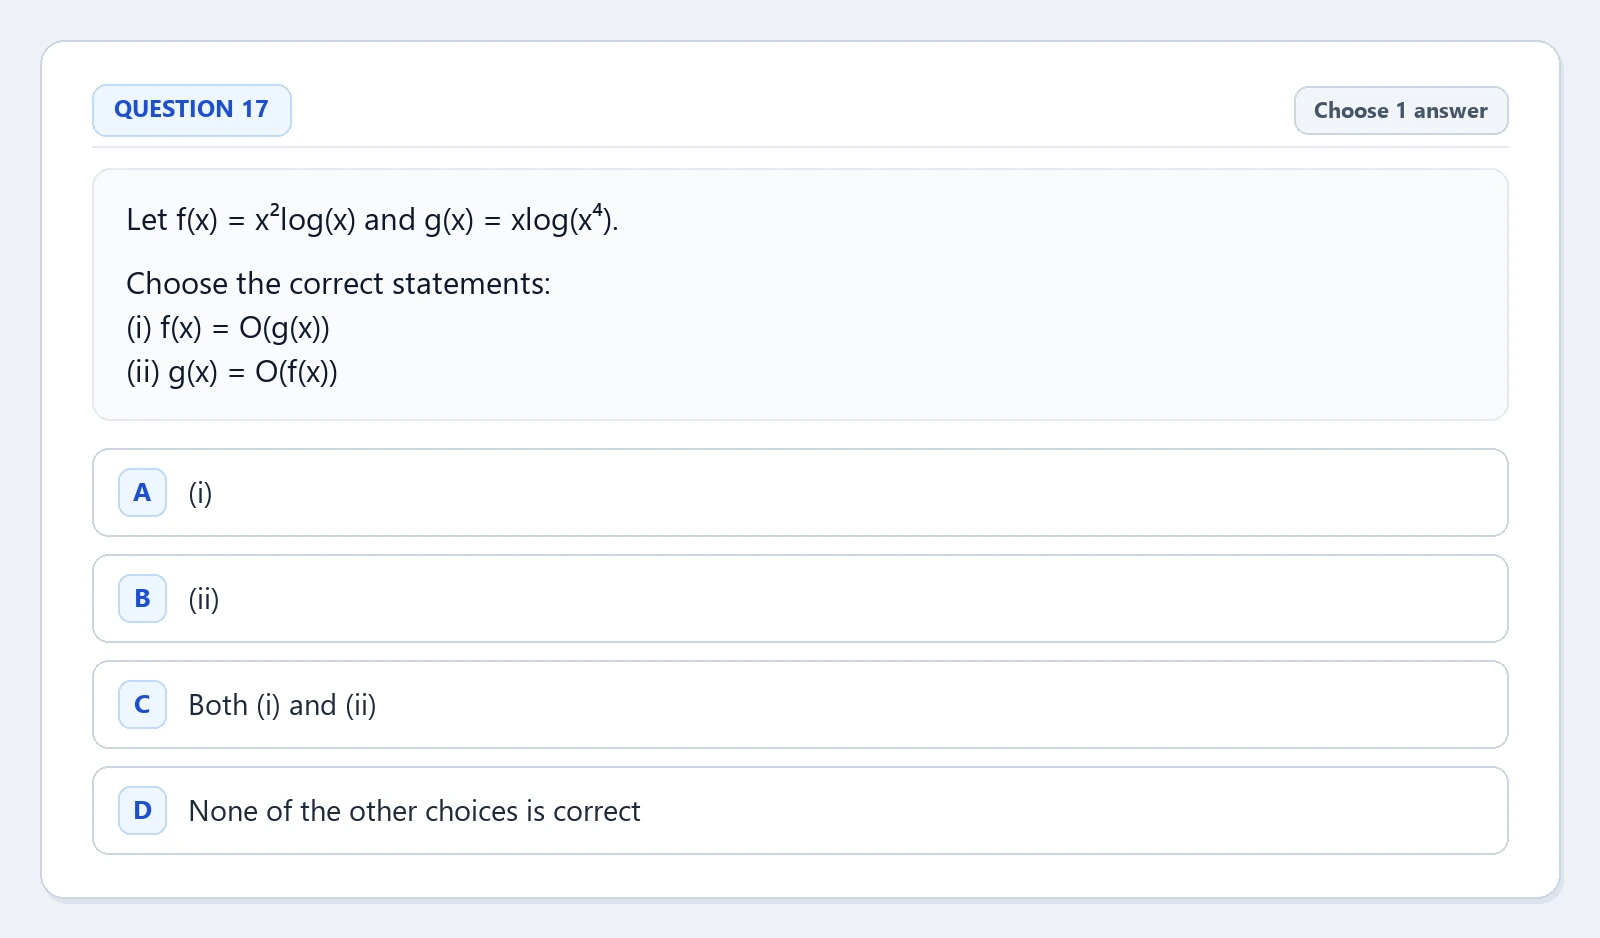 QUESTION 17
Choose 1 answer
Let f(x) = x²log(x) and g(x) = xlog(x⁴).
Choose the correct statements:
(i) f(x) = O(g(x))
(ii) g(x) = O(f(x))
A (i)
B (ii)
C Both (i) and (ii)
D None of the other choices is correct